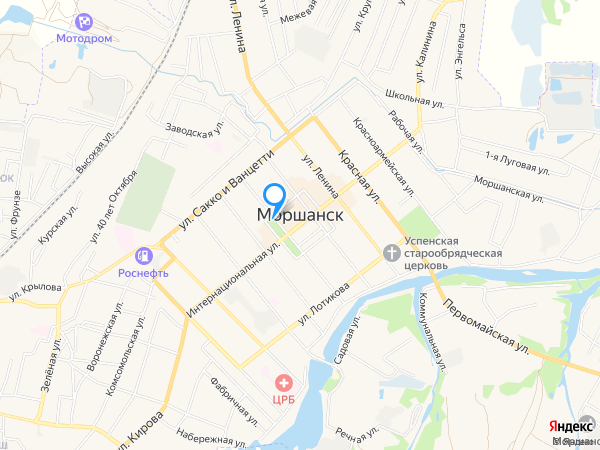 Мотодром
ул. Ленина
Межевая
ул. Кру
ул. Калинина
ул. Энгельса
Школьная ул.
Заводская ул.
Высокая ул.
Красноармейская ул.
Рабочая ул.
1-я Луговая ул.
Моршанская ул.
ул. Сакко и Ванцетти
ул. Ленина
Красная ул.
ул. 40 лет Октября
ОК
ул. Фрунзе
Курская ул.
Моршанск
Успенская
старообрядческая
церковь
Роснефть
Интернациональная ул.
ул. Крылова
ул. Лотикова
Садовая ул.
Коммунальная ул.
Первомайская ул.
Воронежская ул.
Комсомольская ул.
Зелёная ул.
ЦРБ
Фабричная ул.
Набережная ул.
ул. Кирова
Речная ул.
Яндекс